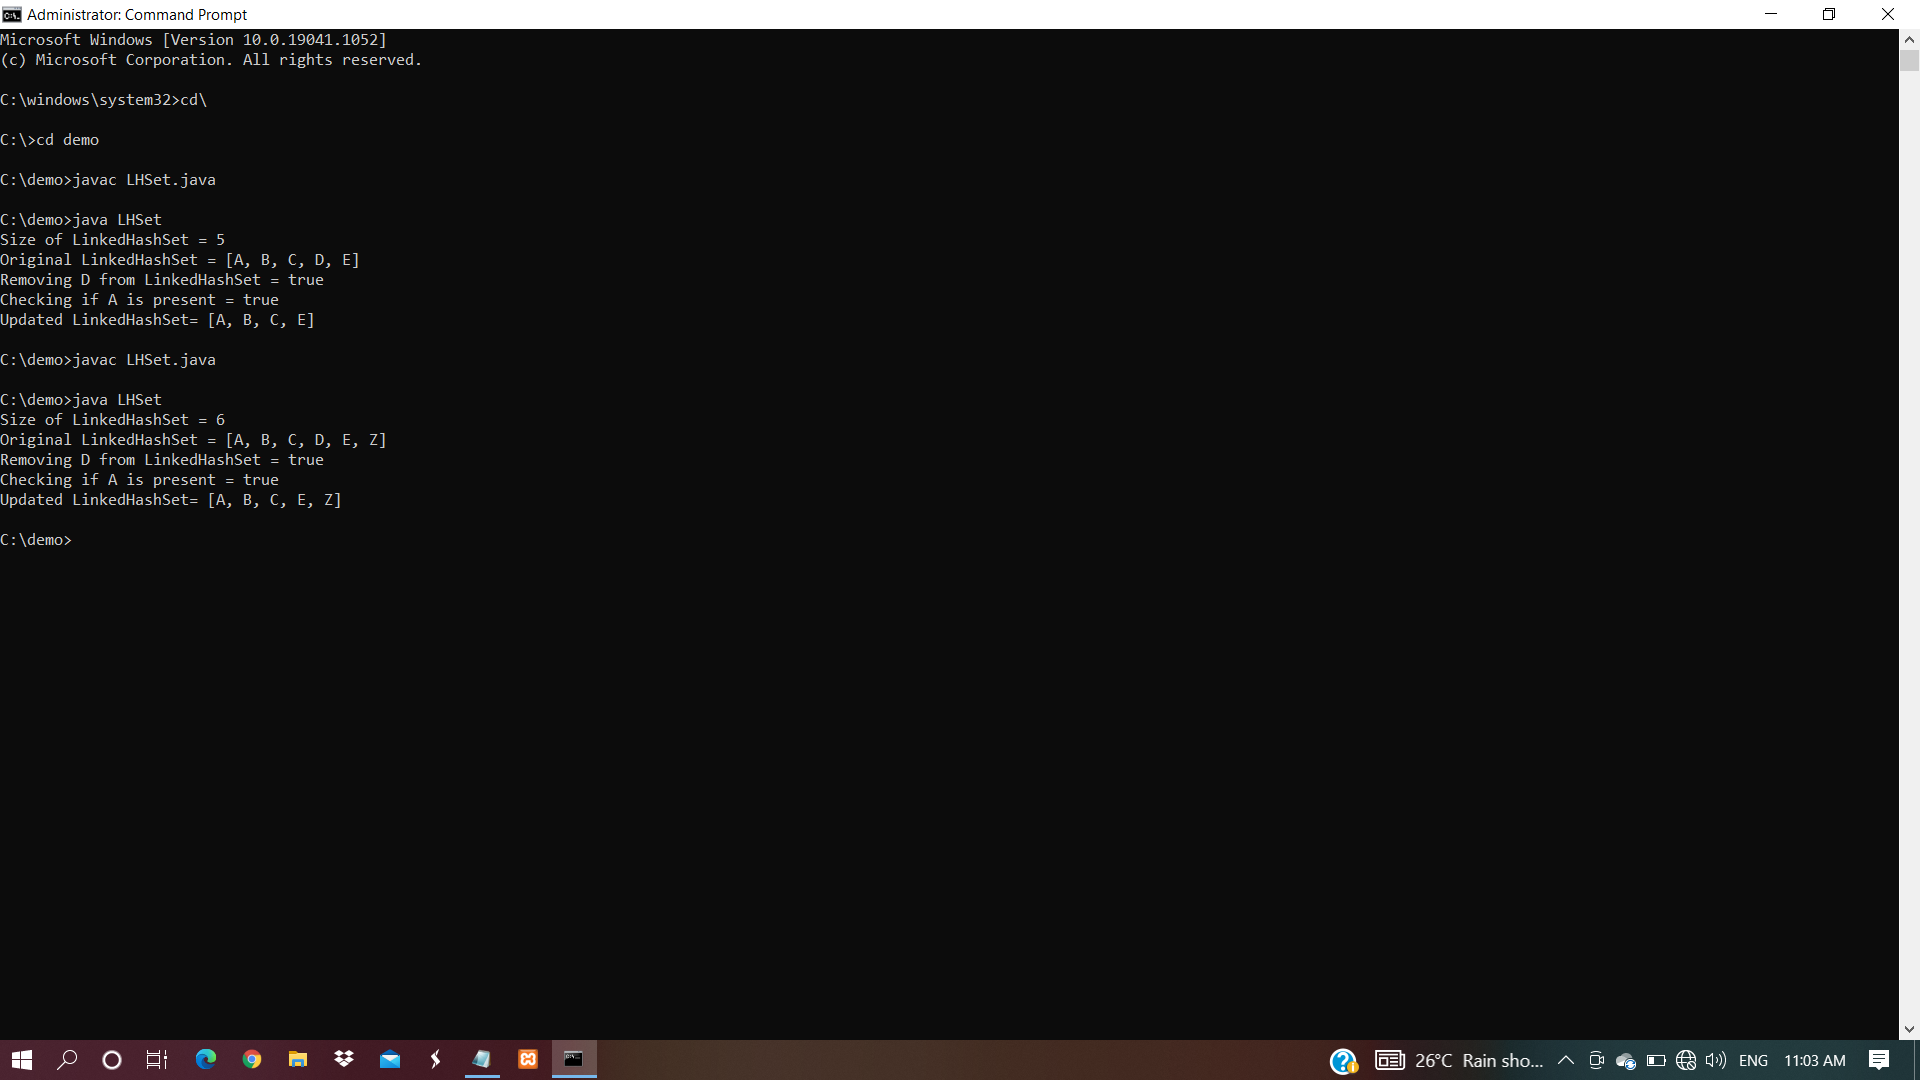 Administrator: Command Prompt
Microsoft Windows [Version 10.0.19041.1052]
(c) Microsoft Corporation. All rights reserved.
C:\windows\system32>cd\
C:\>cd demo
C:\demo>javac LHSet.java
C:\demo>java LHSet
Size of LinkedHashSet = 5
Original LinkedHashSet = [A, B, C, D, E]
Removing D from LinkedHashSet = true
Checking if A is present = true
Updated LinkedHashSet= [A, B, C, E]
C:\demo>javac LHSet.java
C:\demo>java LHSet
Size of LinkedHashSet = 6
Original LinkedHashSet = [A, B, C, D, E, Z]
Removing D from LinkedHashSet = true
Checking if A is present = true
Updated LinkedHashSet= [A, B, C, E, Z]
C:\demo>
26°C Rain sho... ENG 11:03 AM